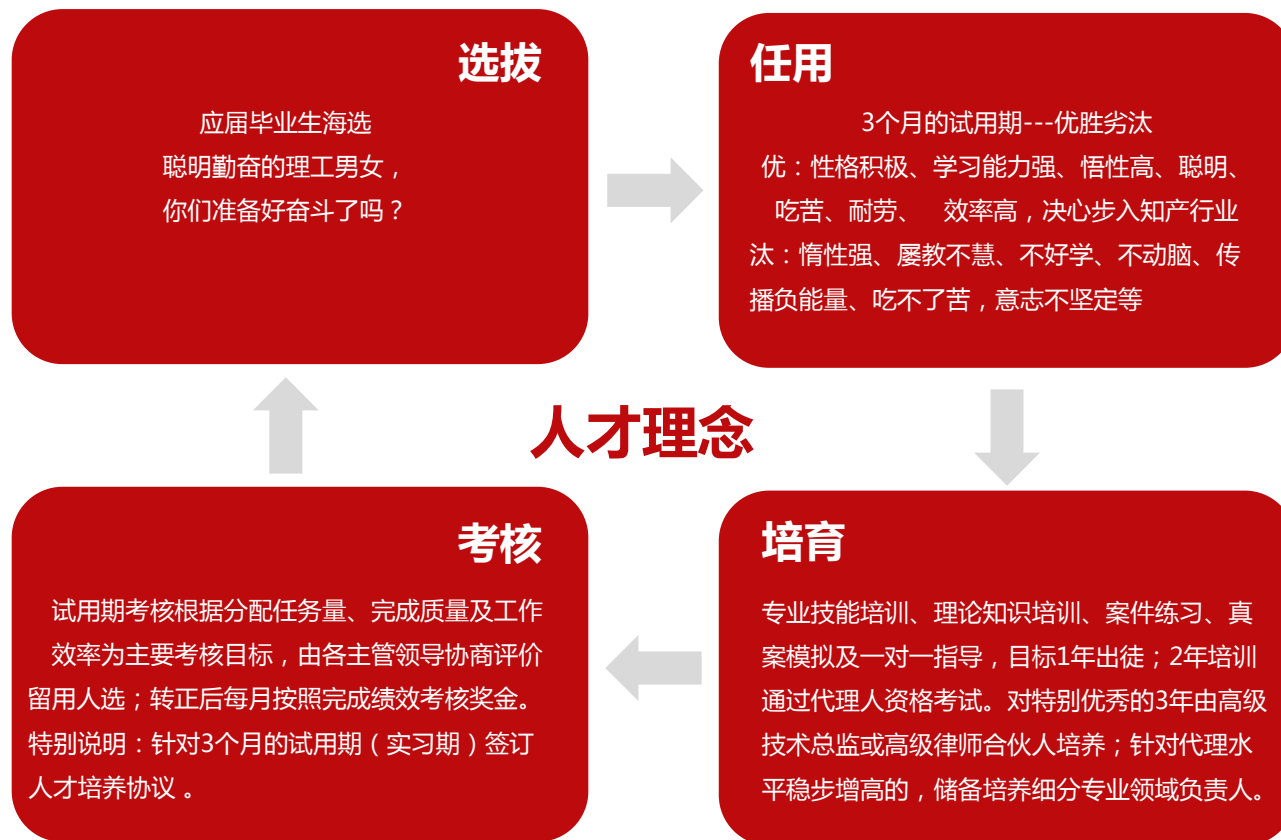 选拔
应届毕业生海选
聪明勤奋的理工男女，
你们准备好奋斗了吗？
任用
3个月的试用期---优胜劣汰
优：性格积极、学习能力强、悟性高、聪明、
吃苦、耐劳、 效率高，决心步入知产行业
汰：惰性强、屡教不慧、不好学、不动脑、传
播负能量、吃不了苦，意志不坚定等
人才理念
考核
试用期考核根据分配任务量、完成质量及工作
效率为主要考核目标，由各主管领导协商评价
留用人选；转正后每月按照完成绩效考核奖金。
特别说明：针对3个月的试用期（实习期）签订
人才培养协议 。
培育
专业技能培训、理论知识培训、案件练习、真
案模拟及一对一指导，目标1年出徒；2年培训
通过代理人资格考试。对特别优秀的3年由高级
技术总监或高级律师合伙人培养；针对代理水
平稳步增高的，储备培养细分专业领域负责人。